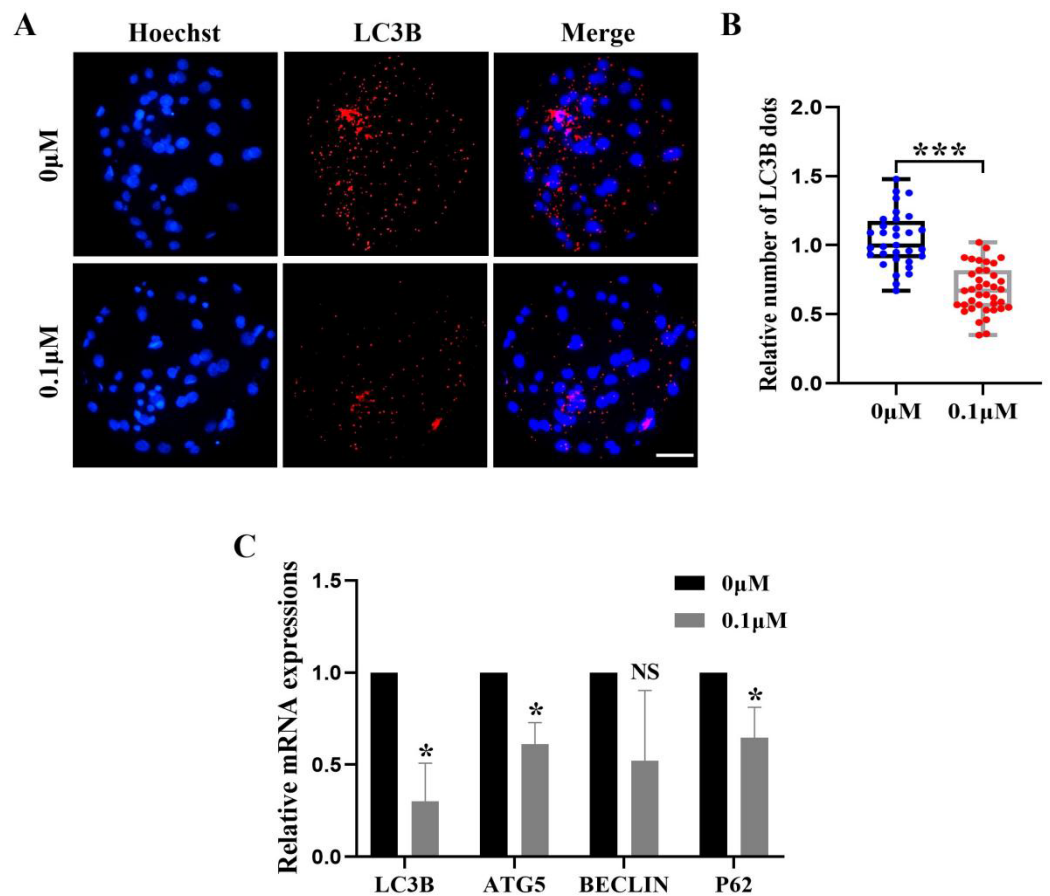 A
Hoechst
LC3B
Merge
0μM
0.1μM
B
Relative number of LC3B dots
2.0
1.5
1.0
0.5
0.0
***
0μM
0.1μM
C
Relative mRNA expressions
1.5
1.0
0.5
0.0
0μM
0.1μM
*
*
NS
*
LC3B
ATG5
BECLIN
P62